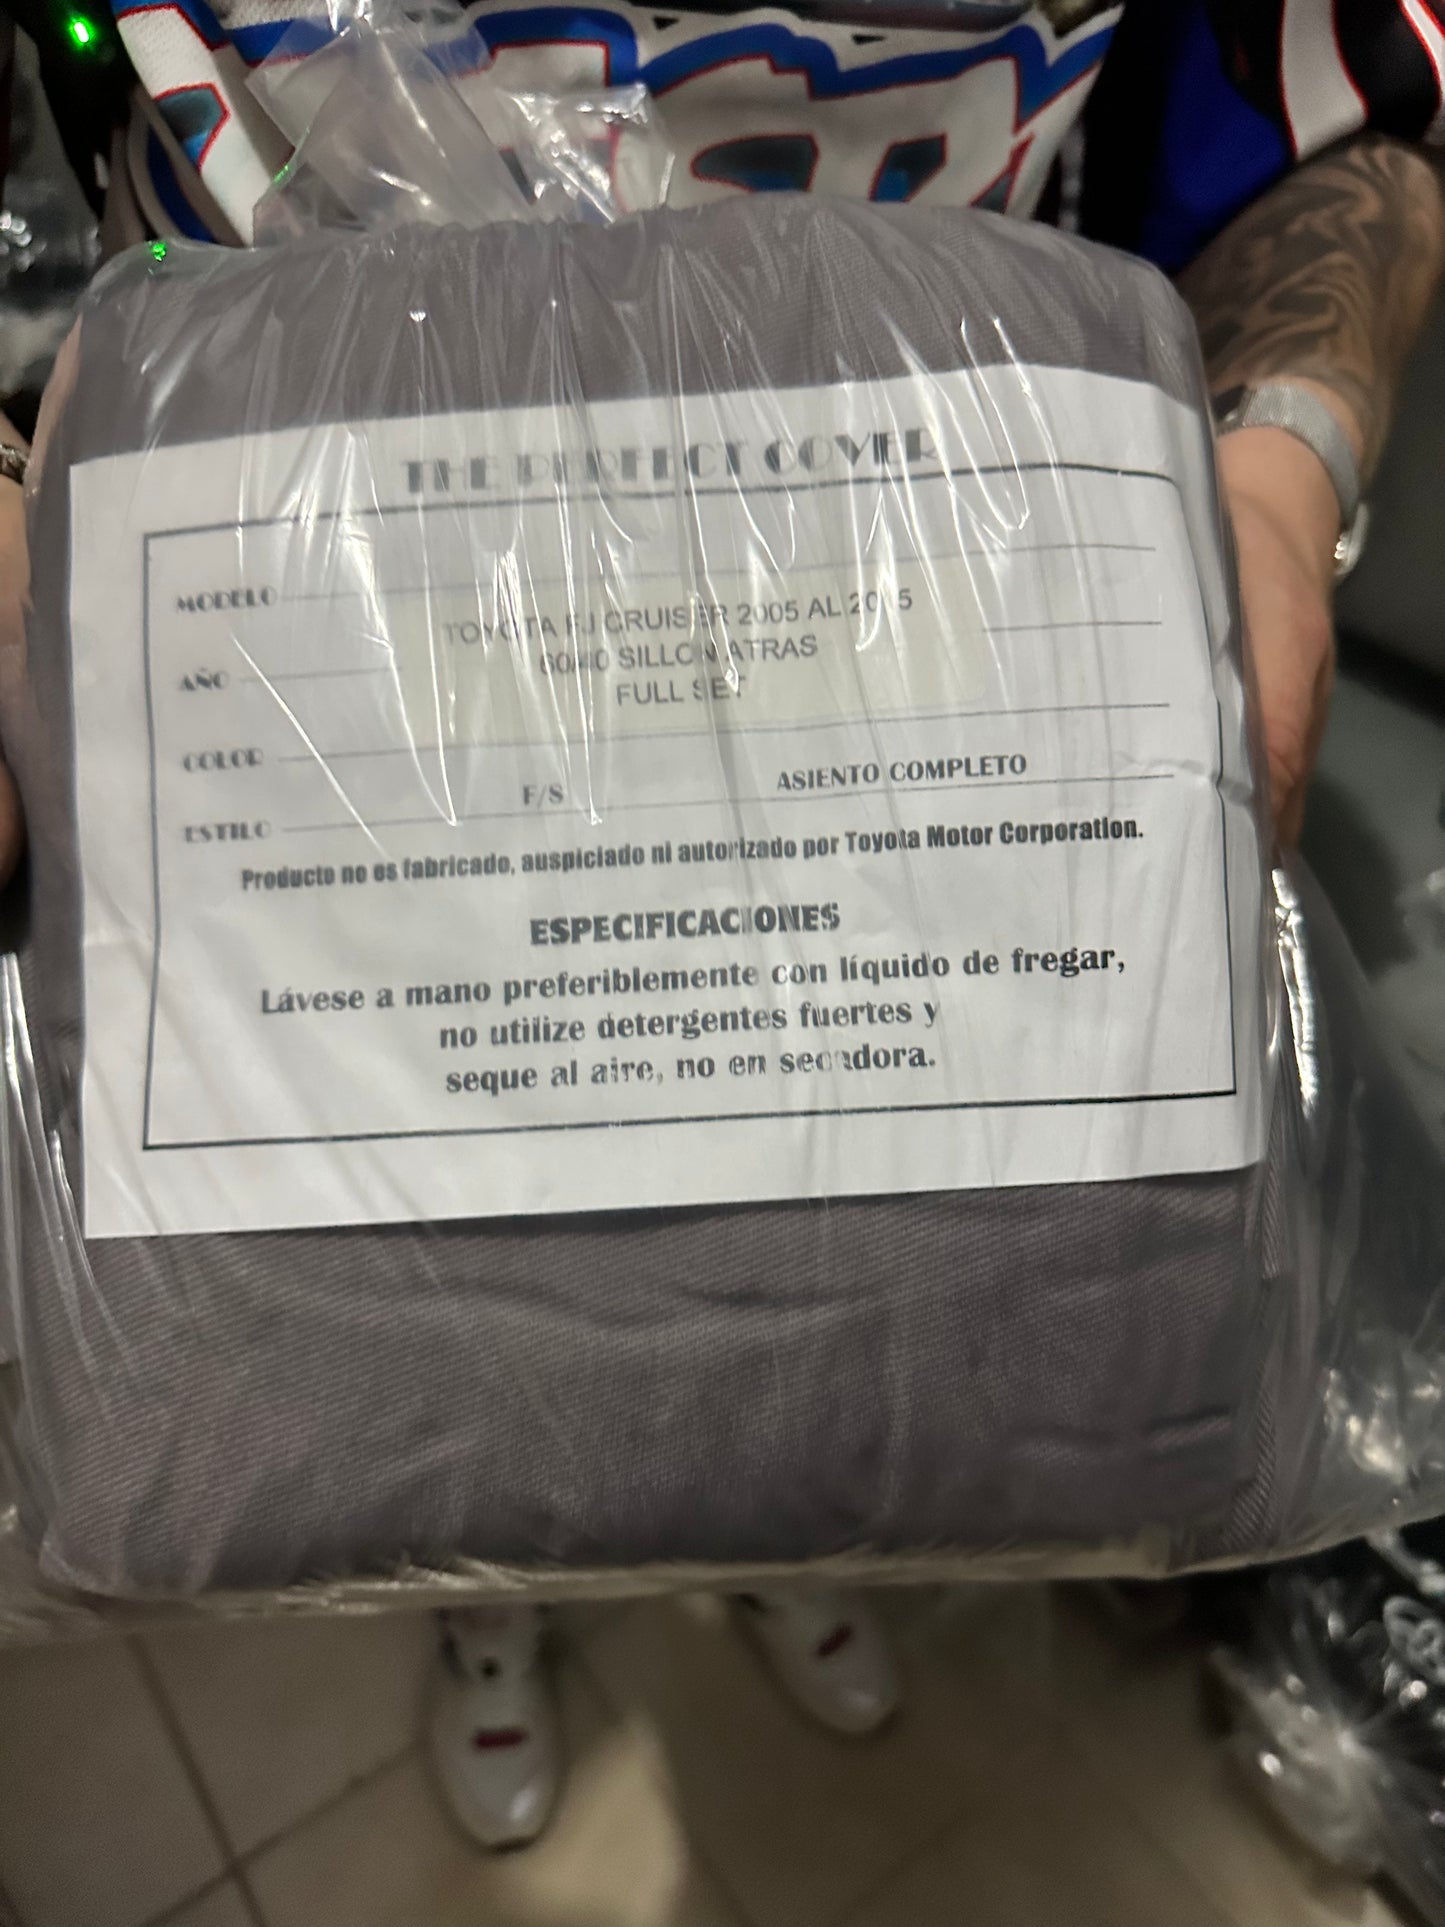 THE PERFECT COVER
MODELO
TOYOTA FJ CRUISER 2005 AL 2015
AÑO
60/40 SILLON ATRAS
FULL SET
COLOR
F/S ASIENTO COMPLETO
ESTILO
Producto no es fabricado, auspiciado ni autorizado por Toyota Motor Corporation.
ESPECIFICACIONES
Lávese a mano preferiblemente con líquido de fregar,
no utilize detergentes fuertes y
seque al aire, no en secadora.